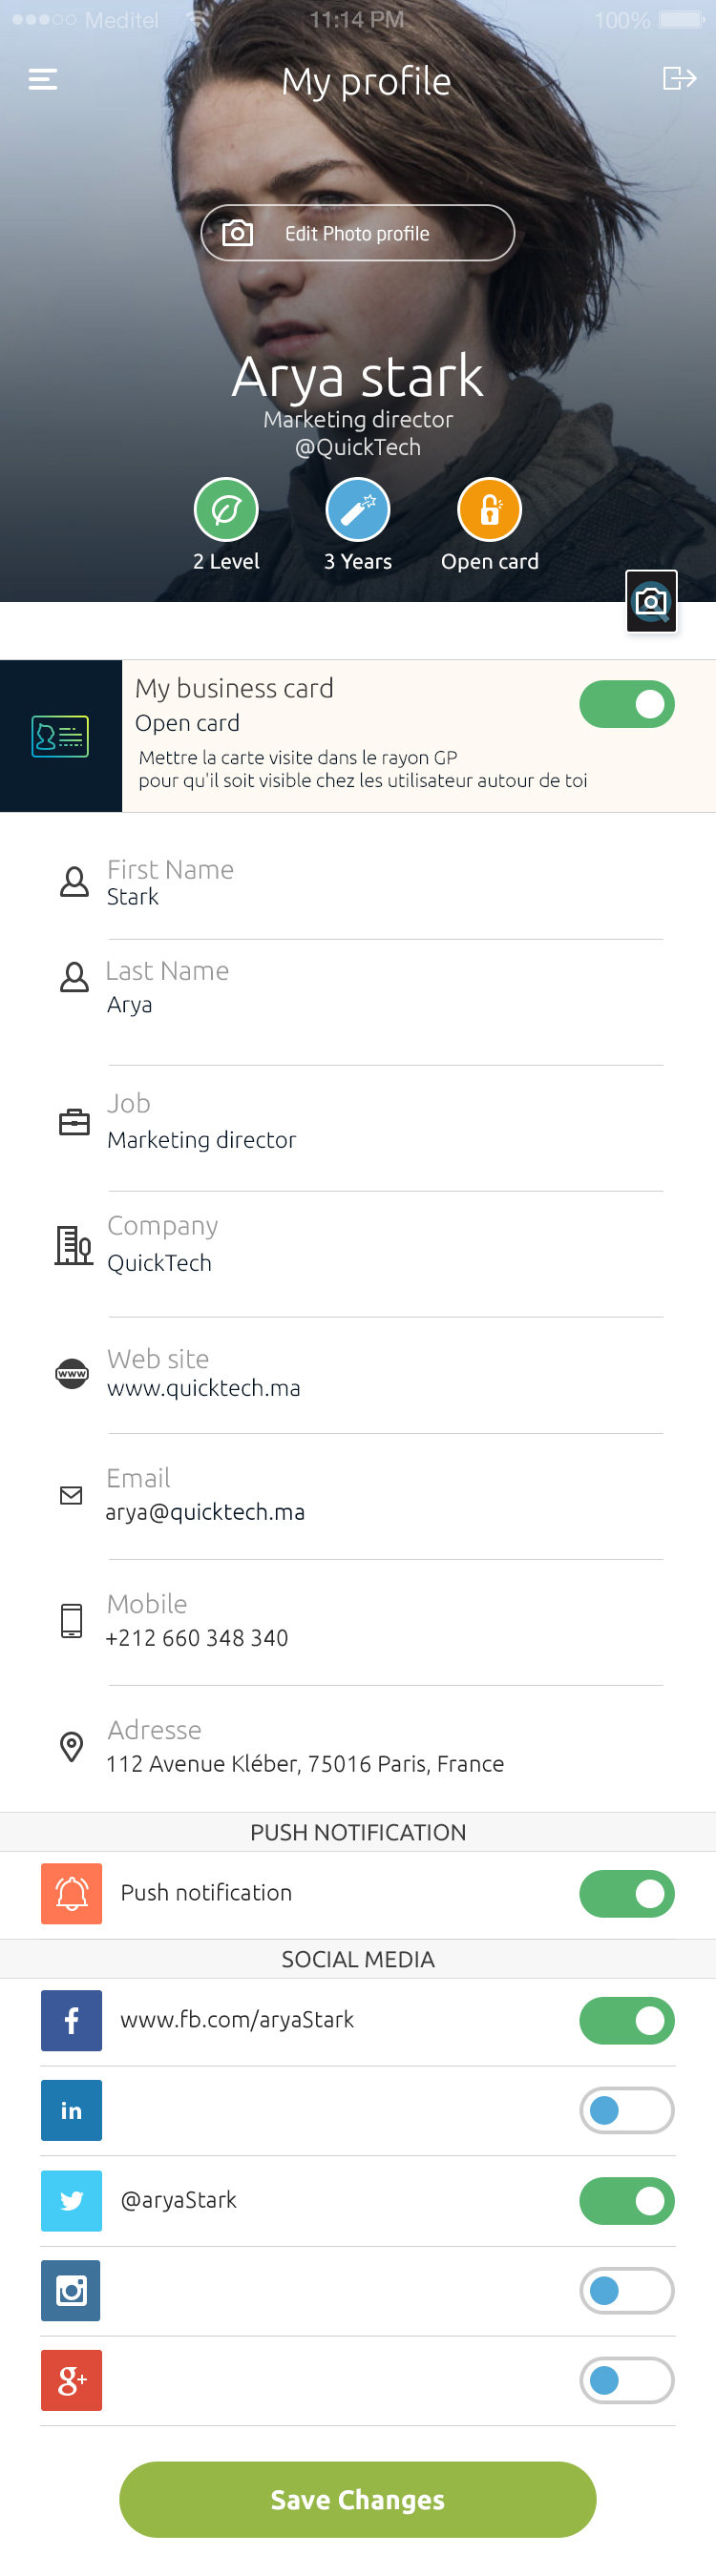 Meditel 11:14 PM 100%
My profile
Edit Photo profile
Arya stark
Marketing director
@QuickTech
2 Level 3 Years Open card
My business card
Open card
Mettre la carte visite dans le rayon GP
pour qu'il soit visible chez les utilisateur autour de toi
First Name
Stark
Last Name
Arya
Job
Marketing director
Company
QuickTech
Web site
www
www.quicktech.ma
Email
arya@quicktech.ma
Mobile
+212 660 348 340
Adresse
112 Avenue Kléber, 75016 Paris, France
PUSH NOTIFICATION
Push notification
SOCIAL MEDIA
f www.fb.com/aryaStark
in
@aryaStark
g+
Save Changes